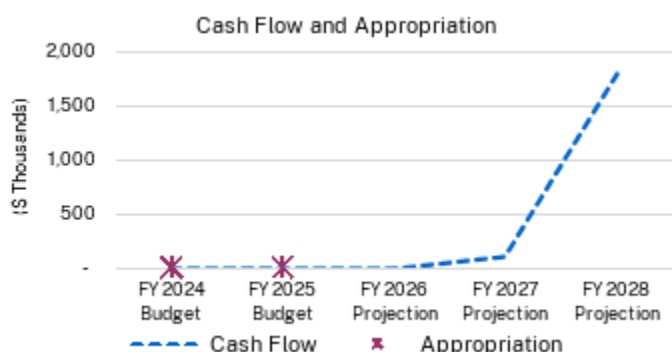 Cash Flow and Appropriation
2,000
1,500
1,000
500
-
($ Thousands)
FY 2024 Budget
FY 2025 Budget
FY 2026 Projection
FY 2027 Projection
FY 2028 Projection
Cash Flow
Appropriation